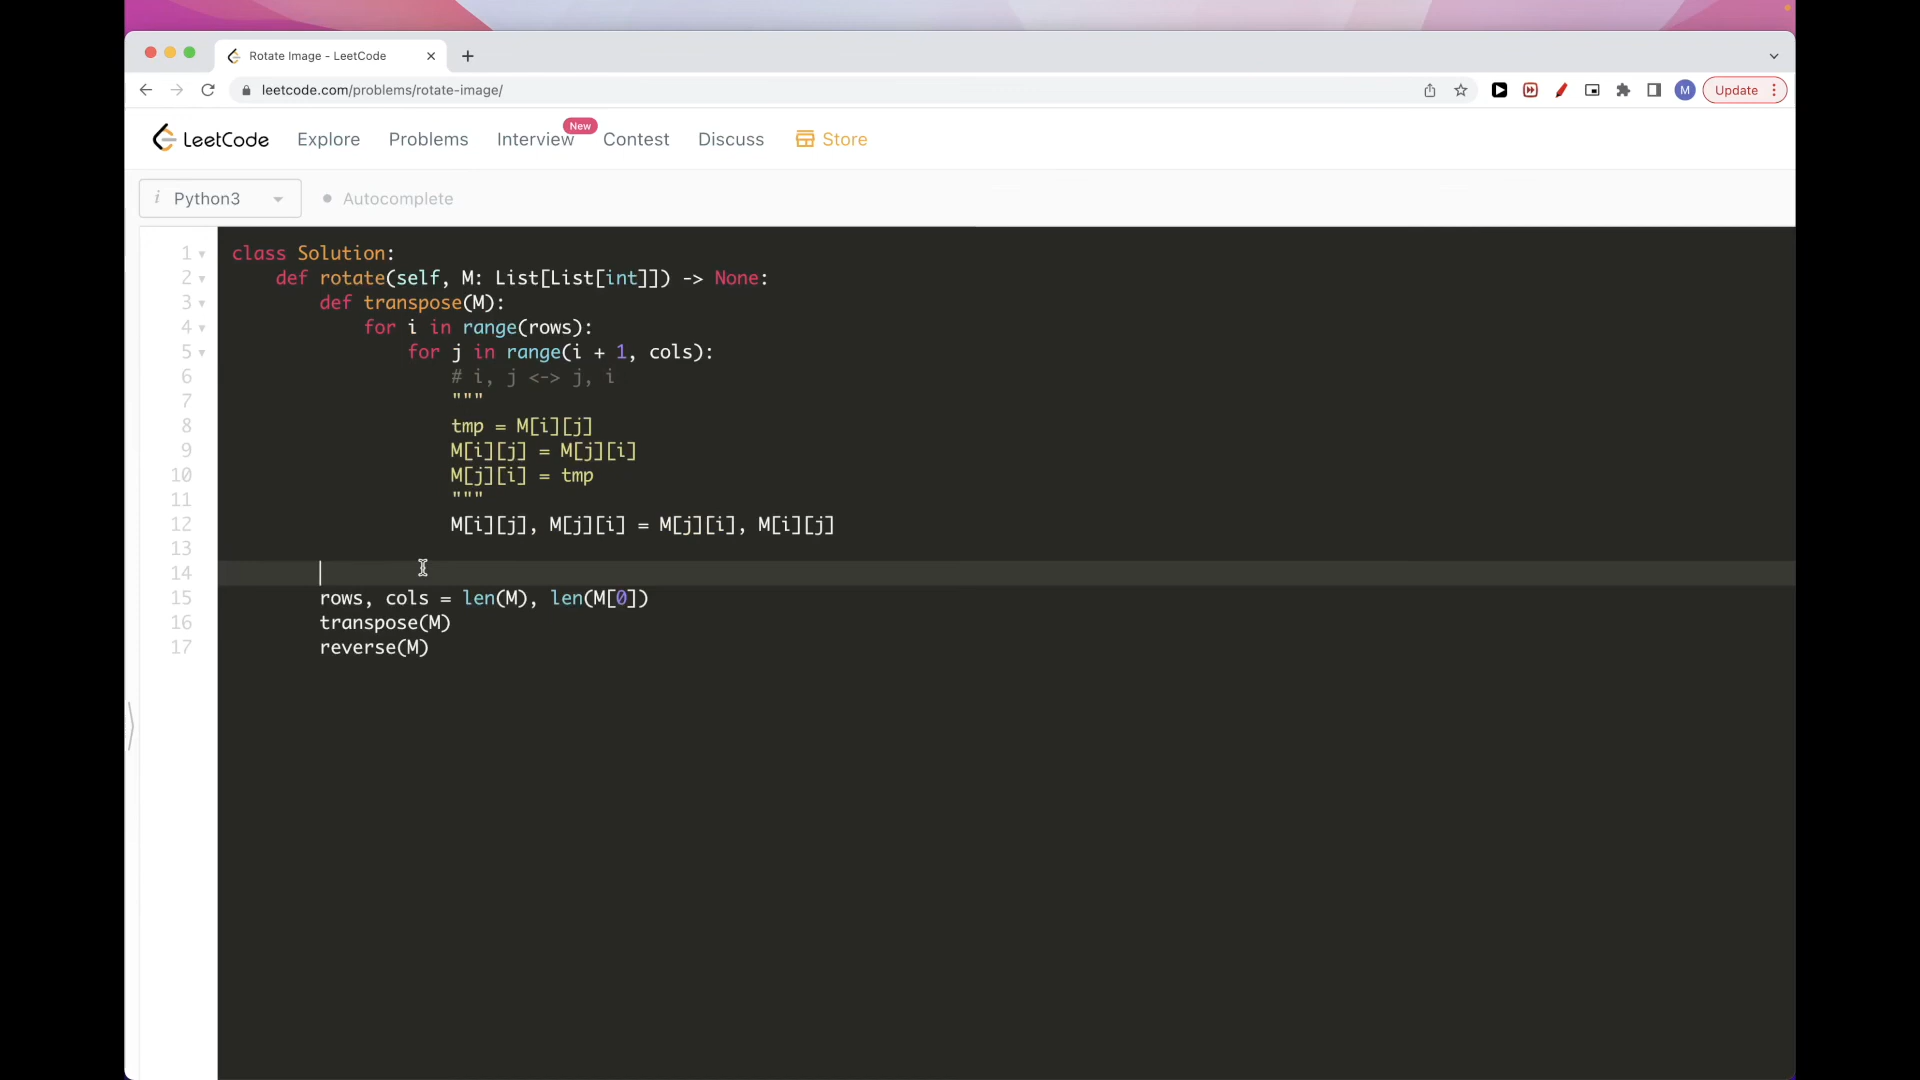 Rotate Image - LeetCode
leetcode.com/problems/rotate-image/
M
Update
LeetCode
Explore
Problems
Interview
New
Contest
Discuss
Store
i Python3
Autocomplete
1 class Solution:
2 def rotate(self, M: List[List[int]]) -> None:
3 def transpose(M):
4 for i in range(rows):
5 for j in range(i + 1, cols):
6 # i, j <-> j, i
7 """
8 tmp = M[i][j]
9 M[i][j] = M[j][i]
10 M[j][i] = tmp
11 """
12 M[i][j], M[j][i] = M[j][i], M[i][j]
13
14
15 rows, cols = len(M), len(M[0])
16 transpose(M)
17 reverse(M)